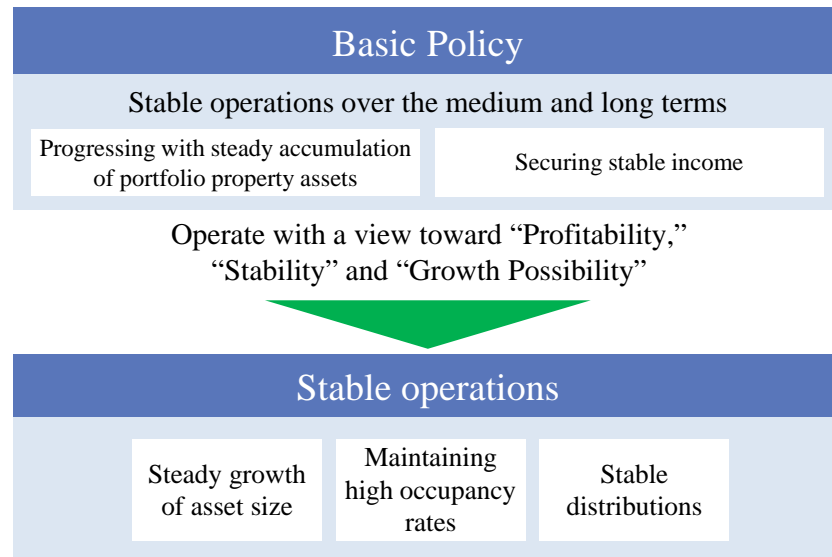 Basic Policy
Stable operations over the medium and long terms
Progressing with steady accumulation
of portfolio property assets
Securing stable income
Operate with a view toward “Profitability,”
“Stability” and “Growth Possibility”
Stable operations
Steady growth
of asset size
Maintaining
high occupancy
rates
Stable
distributions